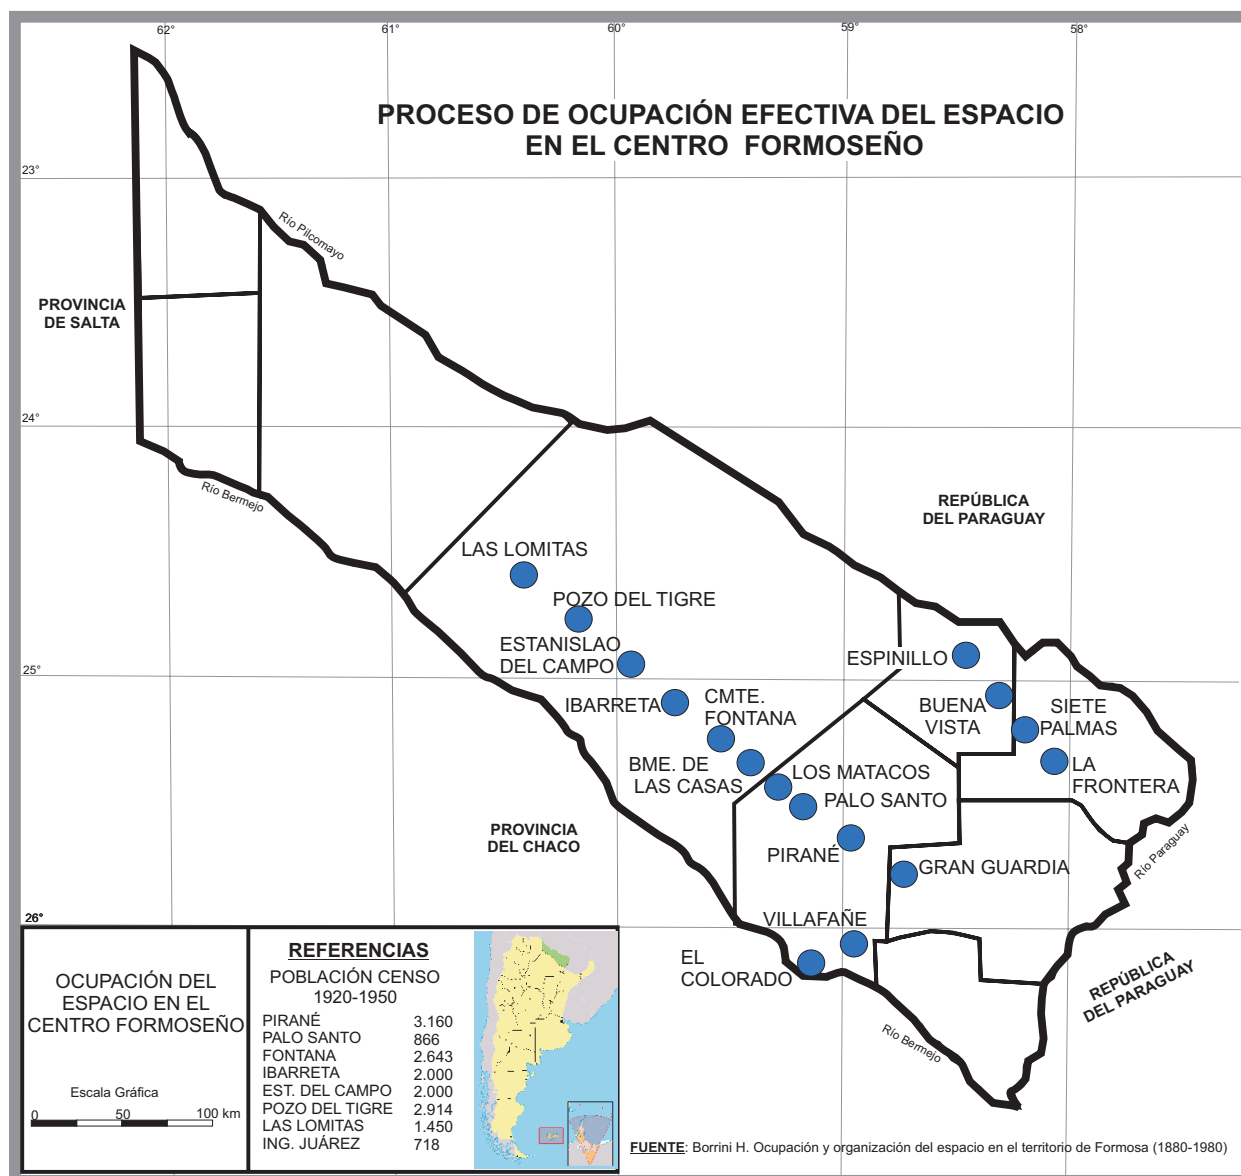 62°
61°
60°
59°
58°
PROCESO DE OCUPACIÓN EFECTIVA DEL ESPACIO
EN EL CENTRO FORMOSEÑO
23°
Río Pilcomayo
PROVINCIA
DE SALTA
24°
Río Bermejo
REPÚBLICA
DEL PARAGUAY
LAS LOMITAS
POZO DEL TIGRE
ESTANISLAO
DEL CAMPO
ESPINILLO
25°
IBARRETA
CMTE.
FONTANA
BUENA
VISTA
SIETE
PALMAS
BME. DE
LAS CASAS
LOS MATACOS
LA
FRONTERA
PALO SANTO
PROVINCIA
DEL CHACO
PIRANÉ
GRAN GUARDIA
Río Paraguay
26°
VILLAFAÑE
EL
COLORADO
REPÚBLICA
DEL PARAGUAY
Río Bermejo
OCUPACIÓN DEL
ESPACIO EN EL
CENTRO FORMOSEÑO
Escala Gráfica
0 50 100 km
REFERENCIAS
POBLACIÓN CENSO
1920-1950
PIRANÉ 3.160
PALO SANTO 866
FONTANA 2.643
IBARRETA 2.000
EST. DEL CAMPO 2.000
POZO DEL TIGRE 2.914
LAS LOMITAS 1.450
ING. JUÁREZ 718
FUENTE: Borrini H. Ocupación y organización del espacio en el territorio de Formosa (1880-1980)